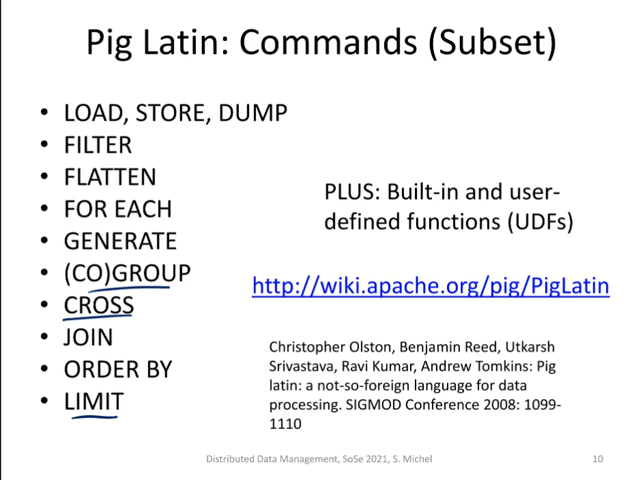 Pig Latin: Commands (Subset)
• LOAD, STORE, DUMP
• FILTER
• FLATTEN
• FOR EACH
• GENERATE
• (CO)GROUP
• CROSS
• JOIN
• ORDER BY
• LIMIT
PLUS: Built-in and user-
defined functions (UDFs)
http://wiki.apache.org/pig/PigLatin
Christopher Olston, Benjamin Reed, Utkarsh
Srivastava, Ravi Kumar, Andrew Tomkins: Pig
latin: a not-so-foreign language for data
processing. SIGMOD Conference 2008: 1099-
1110
Distributed Data Management, SoSe 2021, S. Michel
10